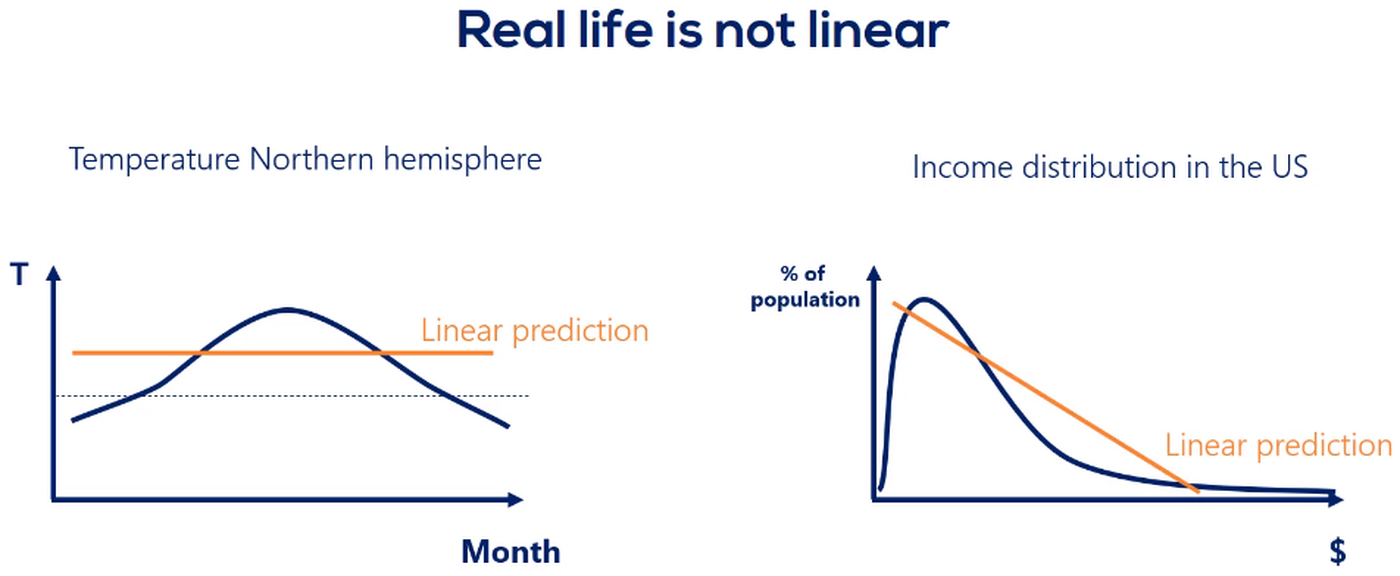 Real life is not linear
Temperature Northern hemisphere
T
Linear prediction
Month
Income distribution in the US
% of
population
Linear prediction
$